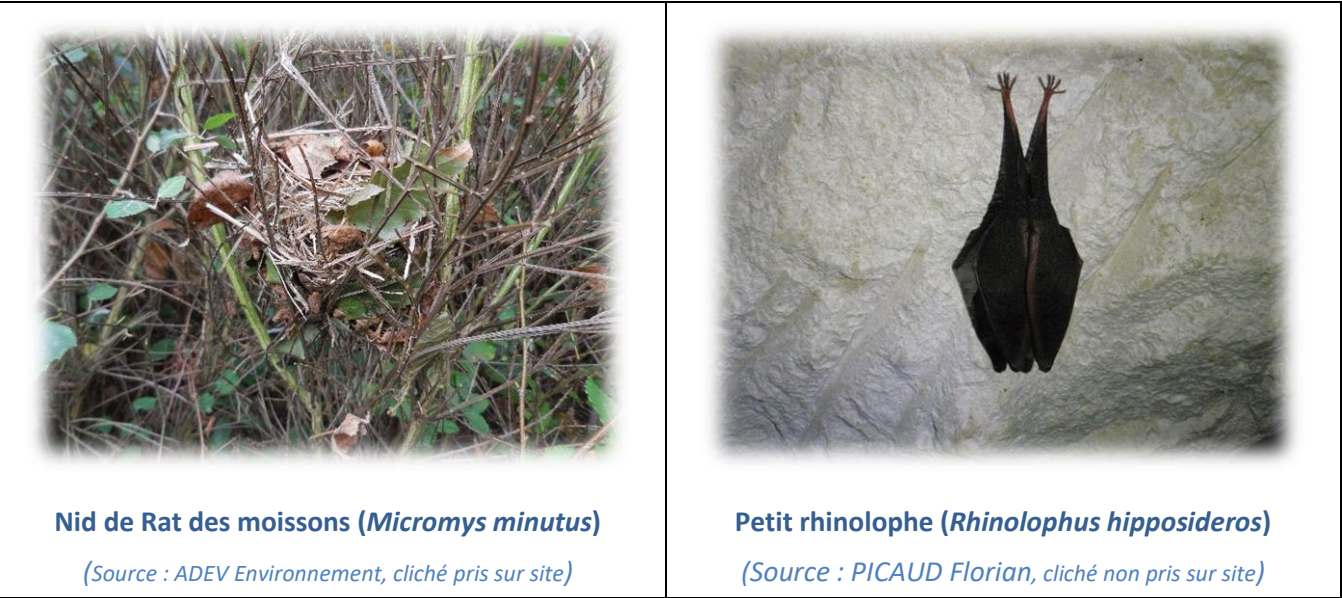 Nid de Rat des moissons (Micromys minutus)
(Source : ADEV Environnement, cliché pris sur site)
Petit rhinolophe (Rhinolophus hipposideros)
(Source : PICAUD Florian, cliché non pris sur site)